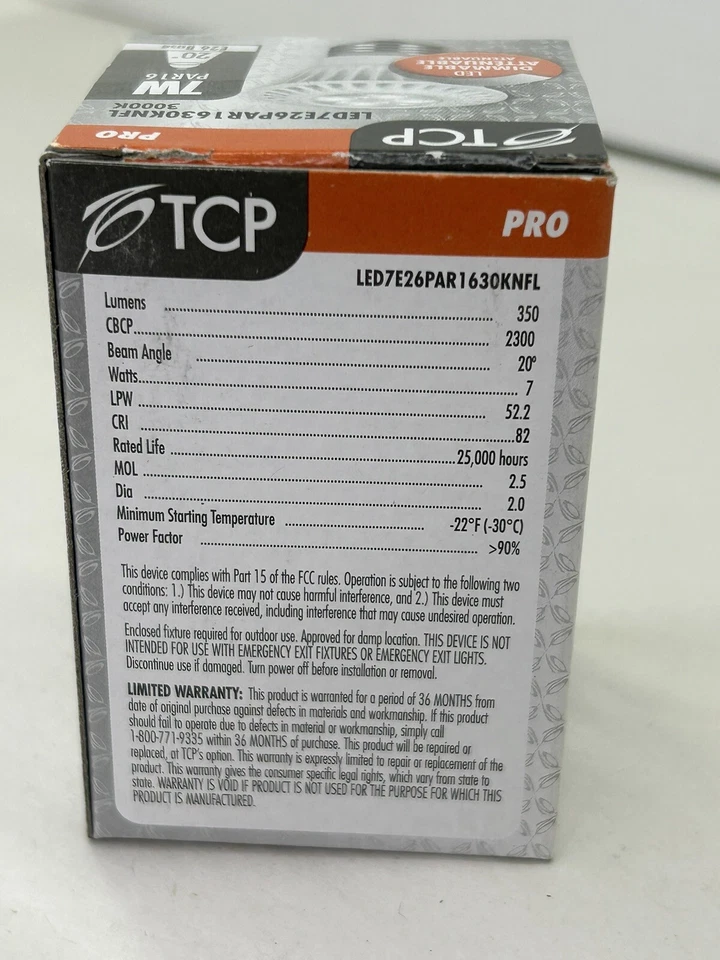 E26 Base
20°
7W
PAR16
LED
DIMMABLE
ATTENUABLE
LED7E26PAR1630KNFL
3000K
PRO
TCP
TCP
PRO
LED7E26PAR1630KNFL
Lumens 350
CBCP 2300
Beam Angle 20°
Watts 7
LPW 52.2
CRI 82
Rated Life 25,000 hours
MOL 2.5
Dia 2.0
Minimum Starting Temperature -22°F (-30°C)
Power Factor >90%
This device complies with Part 15 of the FCC rules. Operation is subject to the following two
conditions: 1.) This device may not cause harmful interference, and 2.) This device must
accept any interference received, including interference that may cause undesired operation.
Enclosed fixture required for outdoor use. Approved for damp location. THIS DEVICE IS NOT
INTENDED FOR USE WITH EMERGENCY EXIT FIXTURES OR EMERGENCY EXIT LIGHTS.
Discontinue use if damaged. Turn power off before installation or removal.
LIMITED WARRANTY: This product is warranted for a period of 36 MONTHS from
date of original purchase against defects in materials and workmanship. If this product
should fail to operate due to defects in material or workmanship, simply call
1-800-771-9335 within 36 MONTHS of purchase. This product will be repaired or
replaced, at TCP's option. This warranty is expressly limited to repair or replacement of the
product. This warranty gives the consumer specific legal rights, which vary from state to
state. WARRANTY IS VOID IF PRODUCT IS NOT USED FOR THE PURPOSE FOR WHICH THIS
PRODUCT IS MANUFACTURED.